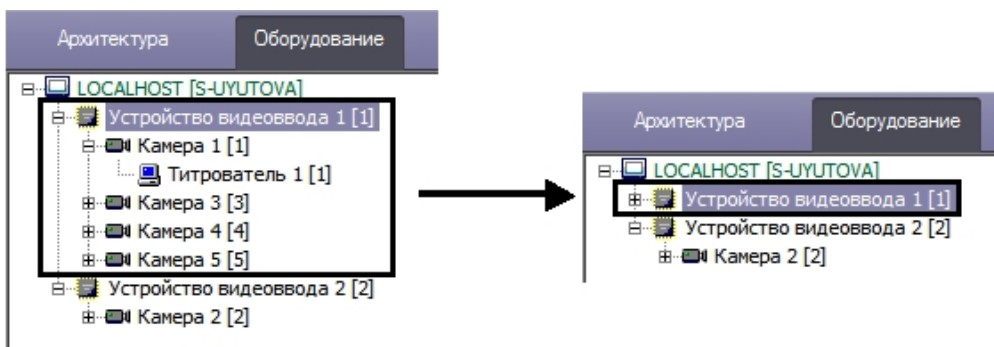 Архитектура Оборудование
LOCALHOST [S-UYUTOVA]
Устройство видеоввода 1 [1]
Камера 1 [1]
Титрователь 1 [1]
Камера 3 [3]
Камера 4 [4]
Камера 5 [5]
Устройство видеоввода 2 [2]
Камера 2 [2]
Архитектура Оборудование
LOCALHOST [S-UYUTOVA]
Устройство видеоввода 1 [1]
Устройство видеоввода 2 [2]
Камера 2 [2]